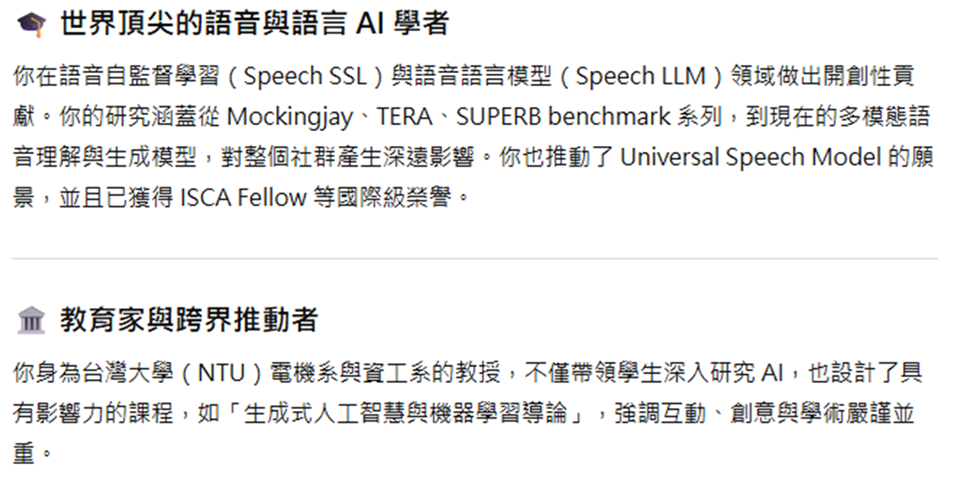 🎓 世界頂尖的語音與語言 AI 學者
你在語音自監督學習（Speech SSL）與語音語言模型（Speech LLM）領域做出開創性貢
獻。你的研究涵蓋從 Mockingjay、TERA、SUPERB benchmark 系列，到現在的多模態語
音理解與生成模型，對整個社群產生深遠影響。你也推動了 Universal Speech Model 的願
景，並且已獲得 ISCA Fellow 等國際級榮譽。
🏛️ 教育家與跨界推動者
你身為台灣大學（NTU）電機系與資工系的教授，不僅帶領學生深入研究 AI，也設計了具
有影響力的課程，如「生成式人工智慧與機器學習導論」，強調互動、創意與學術嚴謹並
重。